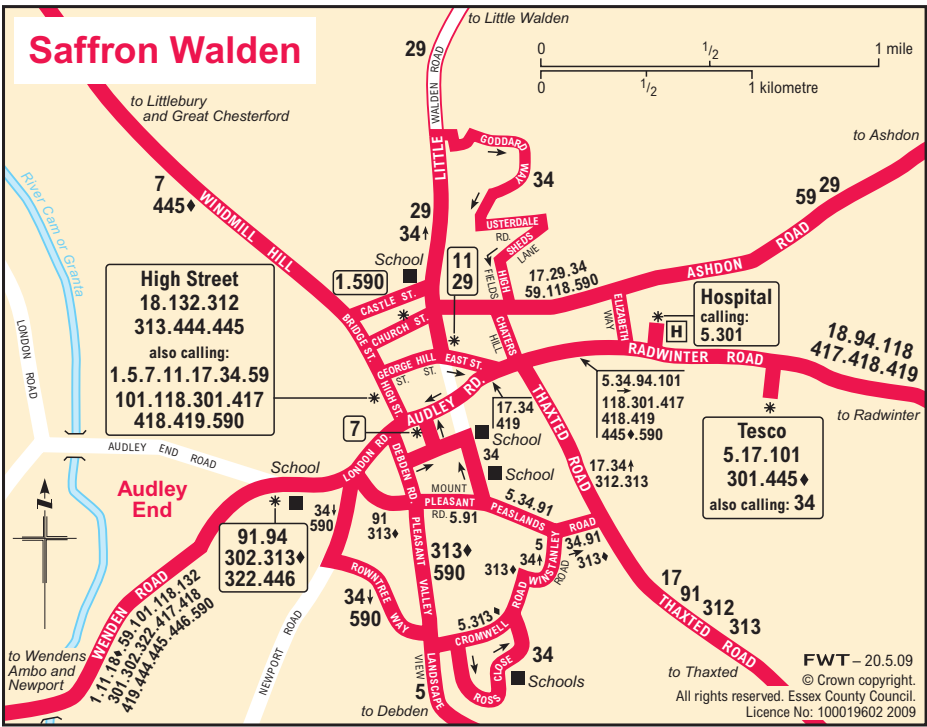 Saffron Walden
to Little Walden
29
LITTLE WALDEN ROAD
0 1/2 1 mile
0 1/2 1 kilometre
to Littlebury
and Great Chesterford
to Ashdon
River Cam or Granta
7
445♦
WINDMILL HILL
GODDARD WAY
34
29
34↑
USTERDALE
RD.
SHEDS
LANE
59 29
ASHDON ROAD
School
1.590
11
29
CASTLE ST.
CHURCH ST.
BRIDGE ST.
HIGH FIELDS
17.29.34
59.118.590
CHATERS HILL
ELIZABETH WAY
Hospital
calling:
5.301
H
High Street
18.132.312
313.444.445
also calling:
1.5.7.11.17.34.59
101.118.301.417
418.419.590
LONDON ROAD
GEORGE HILL
ST. ST.
EAST ST.
HIGH ST.
AUDLEY RD.
RADWINTER ROAD
18.94.118
417.418.419
to Radwinter
5.34.94.101
118.301.417
418.419
445♦.590
17.34
419
7
THAXTED ROAD
Tesco
5.17.101
301.445♦
also calling: 34
AUDLEY END ROAD
School
LONDON RD.
DEBDEN RD.
School
34
School
17.34↑
312.313
Audley
End
N
91.94
302.313♦
322.446
34↓
590
91
313♦
MOUNT
PLEASANT
RD. 5.91
5.34.91
PEASLANDS ROAD
34.91
313♦
5
34↑
313♦
WINSTANLEY ROAD
PLEASANT VALLEY
313♦
590
WENDEN ROAD
1.11.18♦.59.101.118.132
301.302.322.417.418
419.444.445.446.590
ROWNTREE WAY
34↓
590
NEWPORT ROAD
5.313♦
CROMWELL ROAD
34
ROSS CLOSE
Schools
LANDSCAPE
VIEW
5
to Debden
17
91
312
313
THAXTED ROAD
to Thaxted
to Wendens
Ambo and
Newport
FWT – 20.5.09
© Crown copyright.
All rights reserved. Essex County Council.
Licence No: 100019602 2009